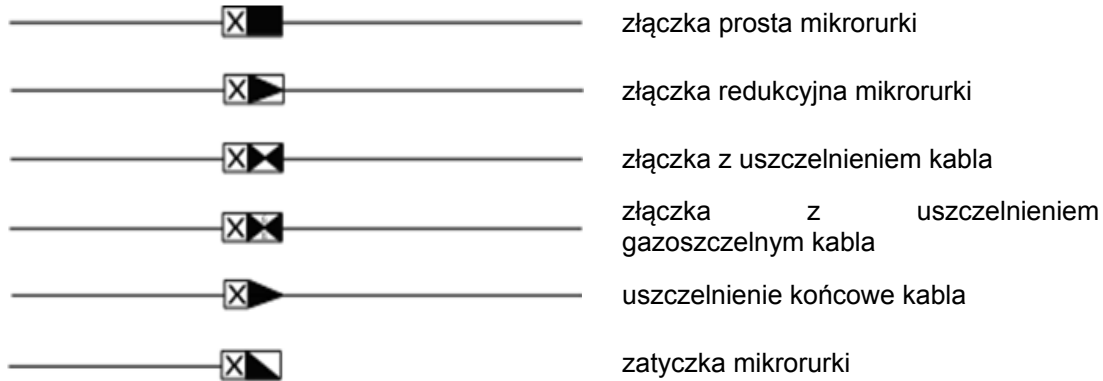 X złączka prosta mikrorurki
X złączka redukcyjna mikrorurki
X złączka z uszczelnieniem kabla
X złączka z uszczelnieniem
gazoszczelnym kabla
X uszczelnienie końcowe kabla
X zatyczka mikrorurki